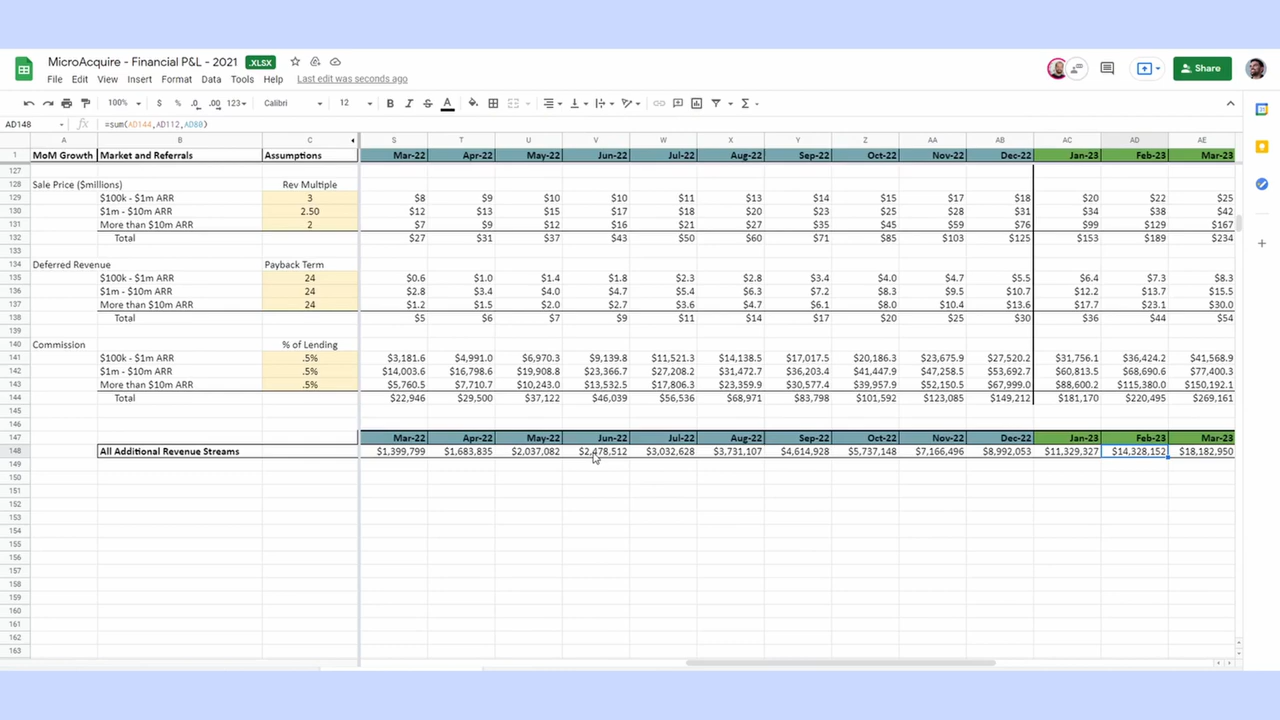 MicroAcquire - Financial P&L - 2021 .XLSX
File Edit View Insert Format Data Tools Help Last edit was seconds ago
Share
100% $ % .0 .00 123 Calibri 12 B I S A Σ
AD148 fx =sum(AD144,AD112,AD80)
A B C S T U V W X Y Z AA AB AC AD AE
1 MoM Growth Market and Referrals Assumptions Mar-22 Apr-22 May-22 Jun-22 Jul-22 Aug-22 Sep-22 Oct-22 Nov-22 Dec-22 Jan-23 Feb-23 Mar-23
127
128 Sale Price ($millions) Rev Multiple
129 $100k - $1m ARR 3 $8 $9 $10 $10 $11 $13 $14 $15 $17 $18 $20 $22 $25
130 $1m - $10m ARR 2.50 $12 $13 $15 $17 $18 $20 $23 $25 $28 $31 $34 $38 $42
131 More than $10m ARR 2 $7 $9 $12 $16 $21 $27 $35 $45 $59 $76 $99 $129 $167
132 Total $27 $31 $37 $43 $50 $60 $71 $85 $103 $125 $153 $189 $234
133
134 Deferred Revenue Payback Term
135 $100k - $1m ARR 24 $0.6 $1.0 $1.4 $1.8 $2.3 $2.8 $3.4 $4.0 $4.7 $5.5 $6.4 $7.3 $8.3
136 $1m - $10m ARR 24 $2.8 $3.4 $4.0 $4.7 $5.4 $6.3 $7.2 $8.3 $9.5 $10.7 $12.2 $13.7 $15.5
137 More than $10m ARR 24 $1.2 $1.5 $2.0 $2.7 $3.6 $4.7 $6.1 $8.0 $10.4 $13.6 $17.7 $23.1 $30.0
138 Total $5 $6 $7 $9 $11 $14 $17 $20 $25 $30 $36 $44 $54
139
140 Commission % of Lending
141 $100k - $1m ARR .5% $3,181.6 $4,991.0 $6,970.3 $9,139.8 $11,521.3 $14,138.5 $17,017.5 $20,186.3 $23,675.9 $27,520.2 $31,756.1 $36,424.2 $41,568.9
142 $1m - $10m ARR .5% $14,003.6 $16,798.6 $19,908.8 $23,366.7 $27,208.2 $31,472.7 $36,203.4 $41,447.9 $47,258.5 $53,692.7 $60,813.5 $68,690.6 $77,400.3
143 More than $10m ARR .5% $5,760.5 $7,710.7 $10,243.0 $13,532.5 $17,806.3 $23,359.9 $30,577.4 $39,957.9 $52,150.5 $67,999.0 $88,600.2 $115,380.0 $150,192.1
144 Total $22,946 $29,500 $37,122 $46,039 $56,536 $68,971 $83,798 $101,592 $123,085 $149,212 $181,170 $220,495 $269,161
145
146
147 Mar-22 Apr-22 May-22 Jun-22 Jul-22 Aug-22 Sep-22 Oct-22 Nov-22 Dec-22 Jan-23 Feb-23 Mar-23
148 All Additional Revenue Streams $1,399,799 $1,681,835 $2,037,082 $2,478,512 $3,032,628 $3,731,107 $4,614,928 $5,737,148 $7,166,496 $8,992,053 $11,329,327 $14,328,152 $18,182,950
149
150
151
152
153
154
155
156
157
158
159
160
161
162
163